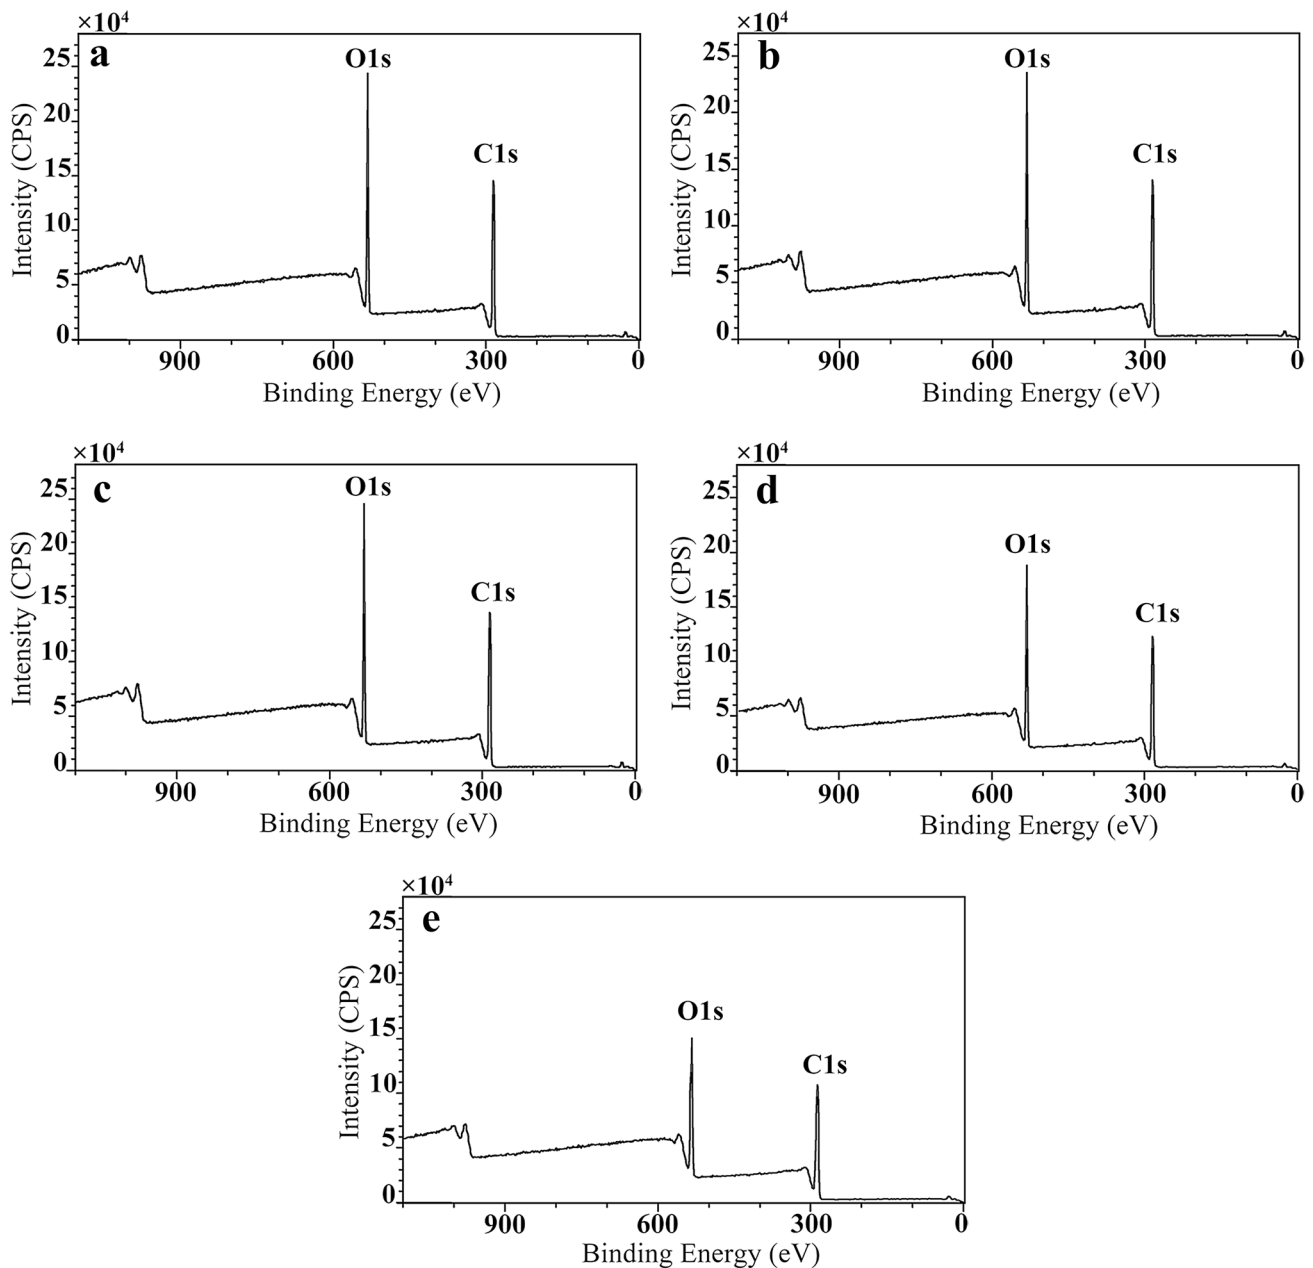 ×10⁴
a
O1s
C1s
25
20
15
10
5
0
Intensity (CPS)
900 600 300 0
Binding Energy (eV)
×10⁴
b
O1s
C1s
25
20
15
10
5
0
Intensity (CPS)
900 600 300 0
Binding Energy (eV)
×10⁴
c
O1s
C1s
25
20
15
10
5
0
Intensity (CPS)
900 600 300 0
Binding Energy (eV)
×10⁴
d
O1s
C1s
25
20
15
10
5
0
Intensity (CPS)
900 600 300 0
Binding Energy (eV)
×10⁴
e
O1s
C1s
25
20
15
10
5
0
Intensity (CPS)
900 600 300 0
Binding Energy (eV)